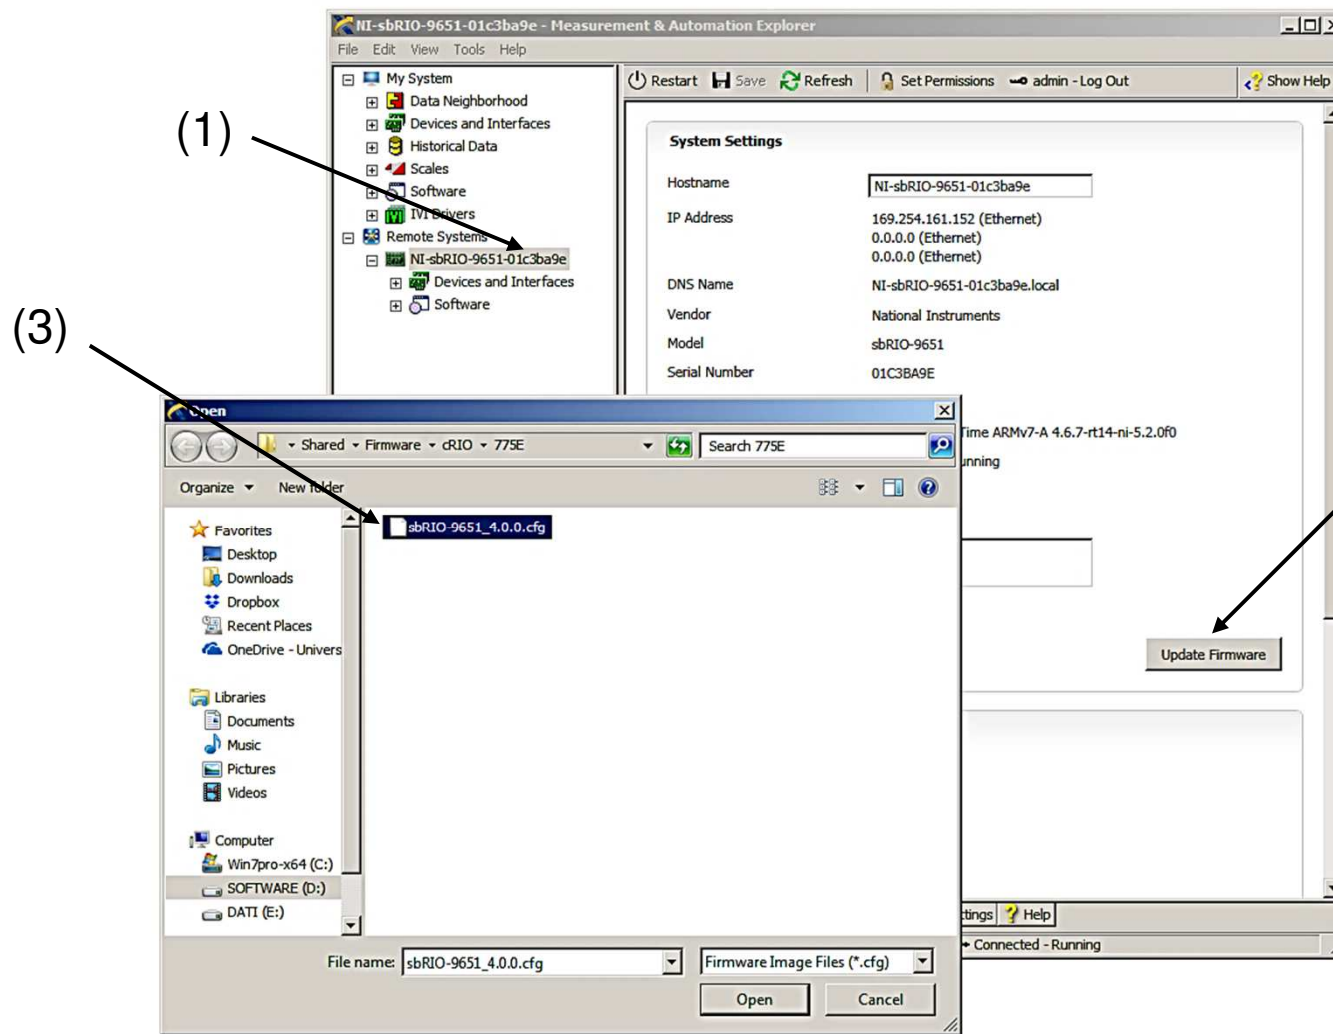 NI-sbRIO-9651-01c3ba9e - Measurement & Automation Explorer
File Edit View Tools Help
My System
Data Neighborhood
Devices and Interfaces
Historical Data
Scales
Software
IVI Drivers
Remote Systems
NI-sbRIO-9651-01c3ba9e
Devices and Interfaces
Software
(1)
(3)
Restart Save Refresh Set Permissions admin - Log Out Show Help
System Settings
Hostname NI-sbRIO-9651-01c3ba9e
IP Address 169.254.161.152 (Ethernet)
0.0.0.0 (Ethernet)
0.0.0.0 (Ethernet)
DNS Name NI-sbRIO-9651-01c3ba9e.local
Vendor National Instruments
Model sbRIO-9651
Serial Number 01C3BA9E
Time ARMv7-A 4.6.7-rt14-ni-5.2.0f0
unning
Update Firmware
ttings Help
Connected - Running
Open
Shared Firmware cRIO 775E Search 775E
Organize New folder
Favorites
Desktop
Downloads
Dropbox
Recent Places
OneDrive - Univers
Libraries
Documents
Music
Pictures
Videos
Computer
Win7pro-x64 (C:)
SOFTWARE (D:)
DATI (E:)
sbRIO-9651_4.0.0.cfg
File name: sbRIO-9651_4.0.0.cfg Firmware Image Files (*.cfg)
Open Cancel